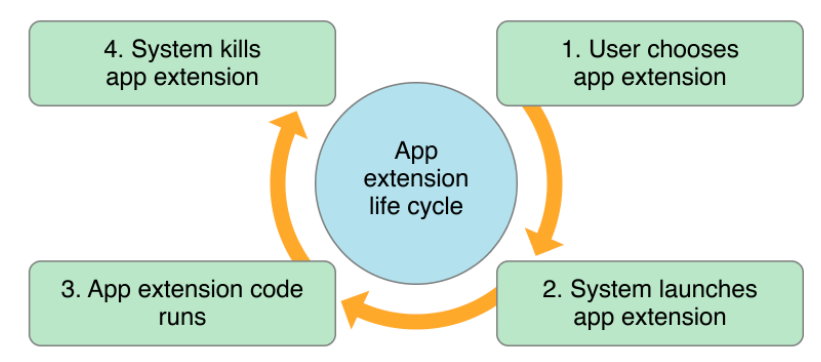 4. System kills
app extension
1. User chooses
app extension
App
extension
life cycle
3. App extension code
runs
2. System launches
app extension